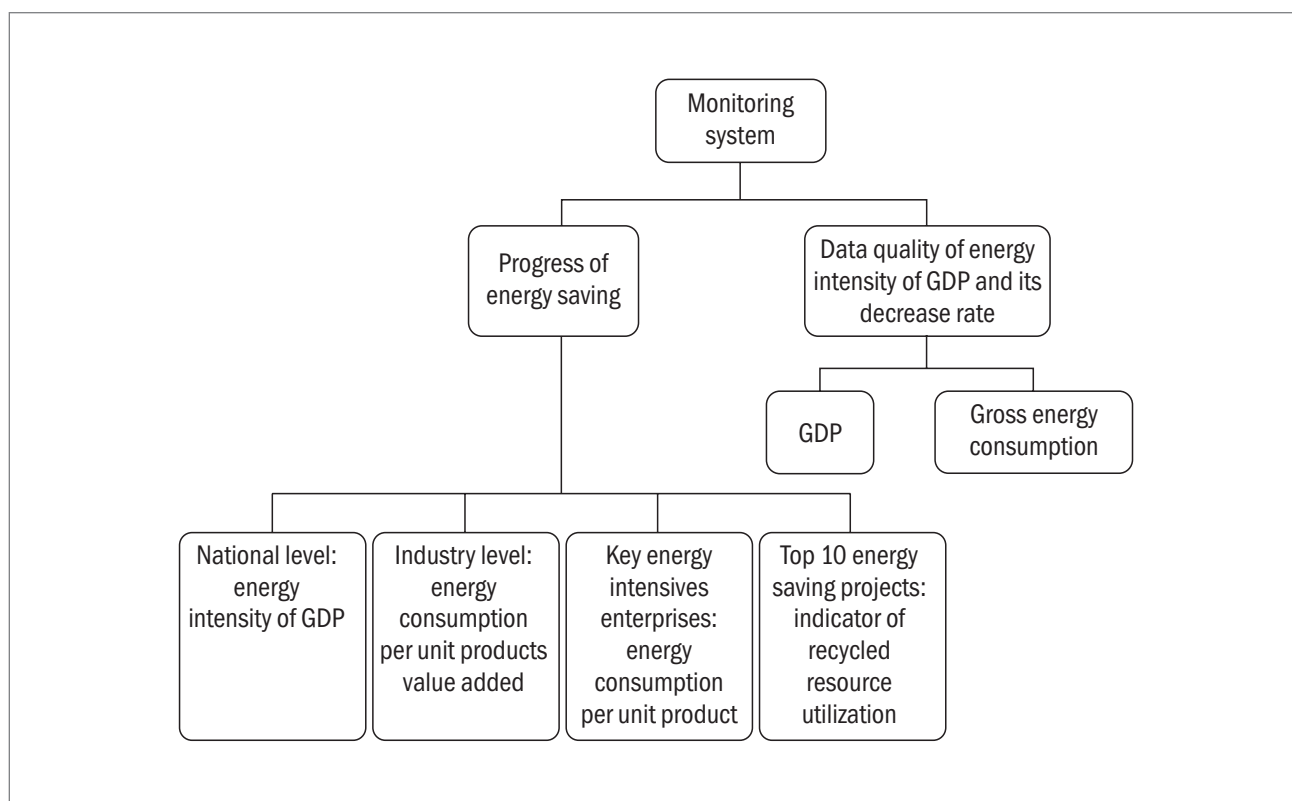 Monitoring
system
Progress of
energy saving
Data quality of energy
intensity of GDP and its
decrease rate
GDP
Gross energy
consumption
National level:
energy
intensity of GDP
Industry level:
energy
consumption
per unit products
value added
Key energy
intensives
enterprises:
energy
consumption
per unit product
Top 10 energy
saving projects:
indicator of
recycled
resource
utilization